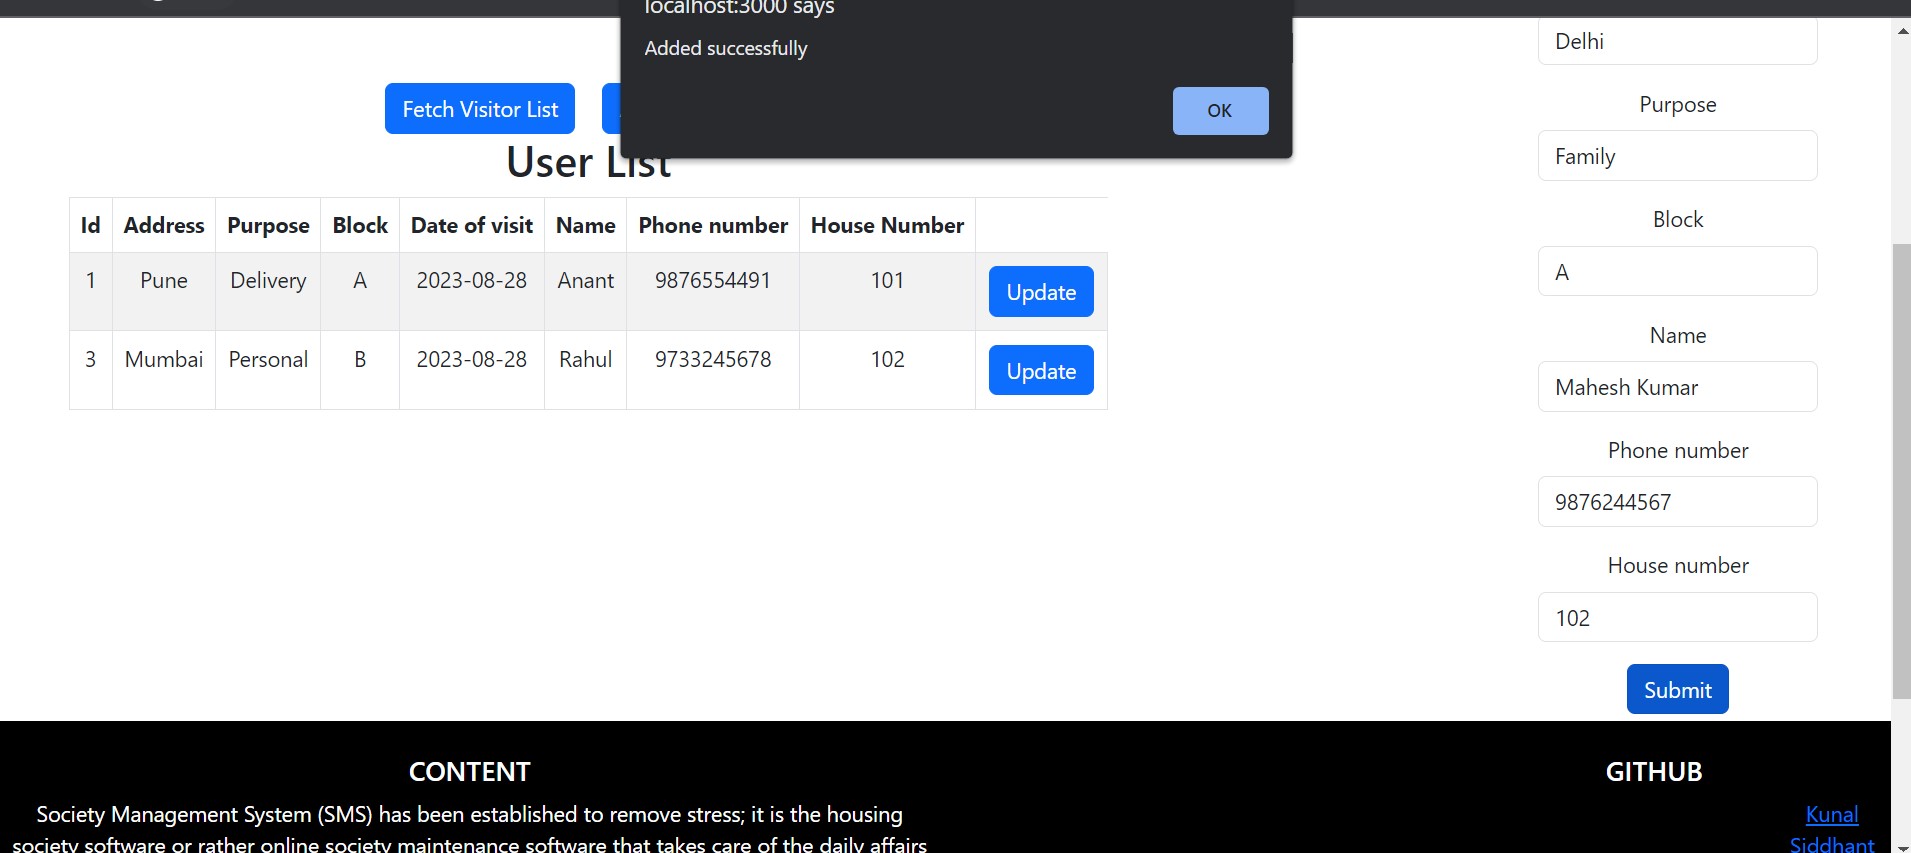 localhost:3000 says
Added successfully
OK
Fetch Visitor List
User List
Id Address Purpose Block Date of visit Name Phone number House Number
1 Pune Delivery A 2023-08-28 Anant 9876554491 101 Update
3 Mumbai Personal B 2023-08-28 Rahul 9733245678 102 Update
Delhi
Purpose
Family
Block
A
Name
Mahesh Kumar
Phone number
9876244567
House number
102
Submit
CONTENT
Society Management System (SMS) has been established to remove stress; it is the housing
society software or rather online society maintenance software that takes care of the daily affairs
GITHUB
Kunal
Siddhant